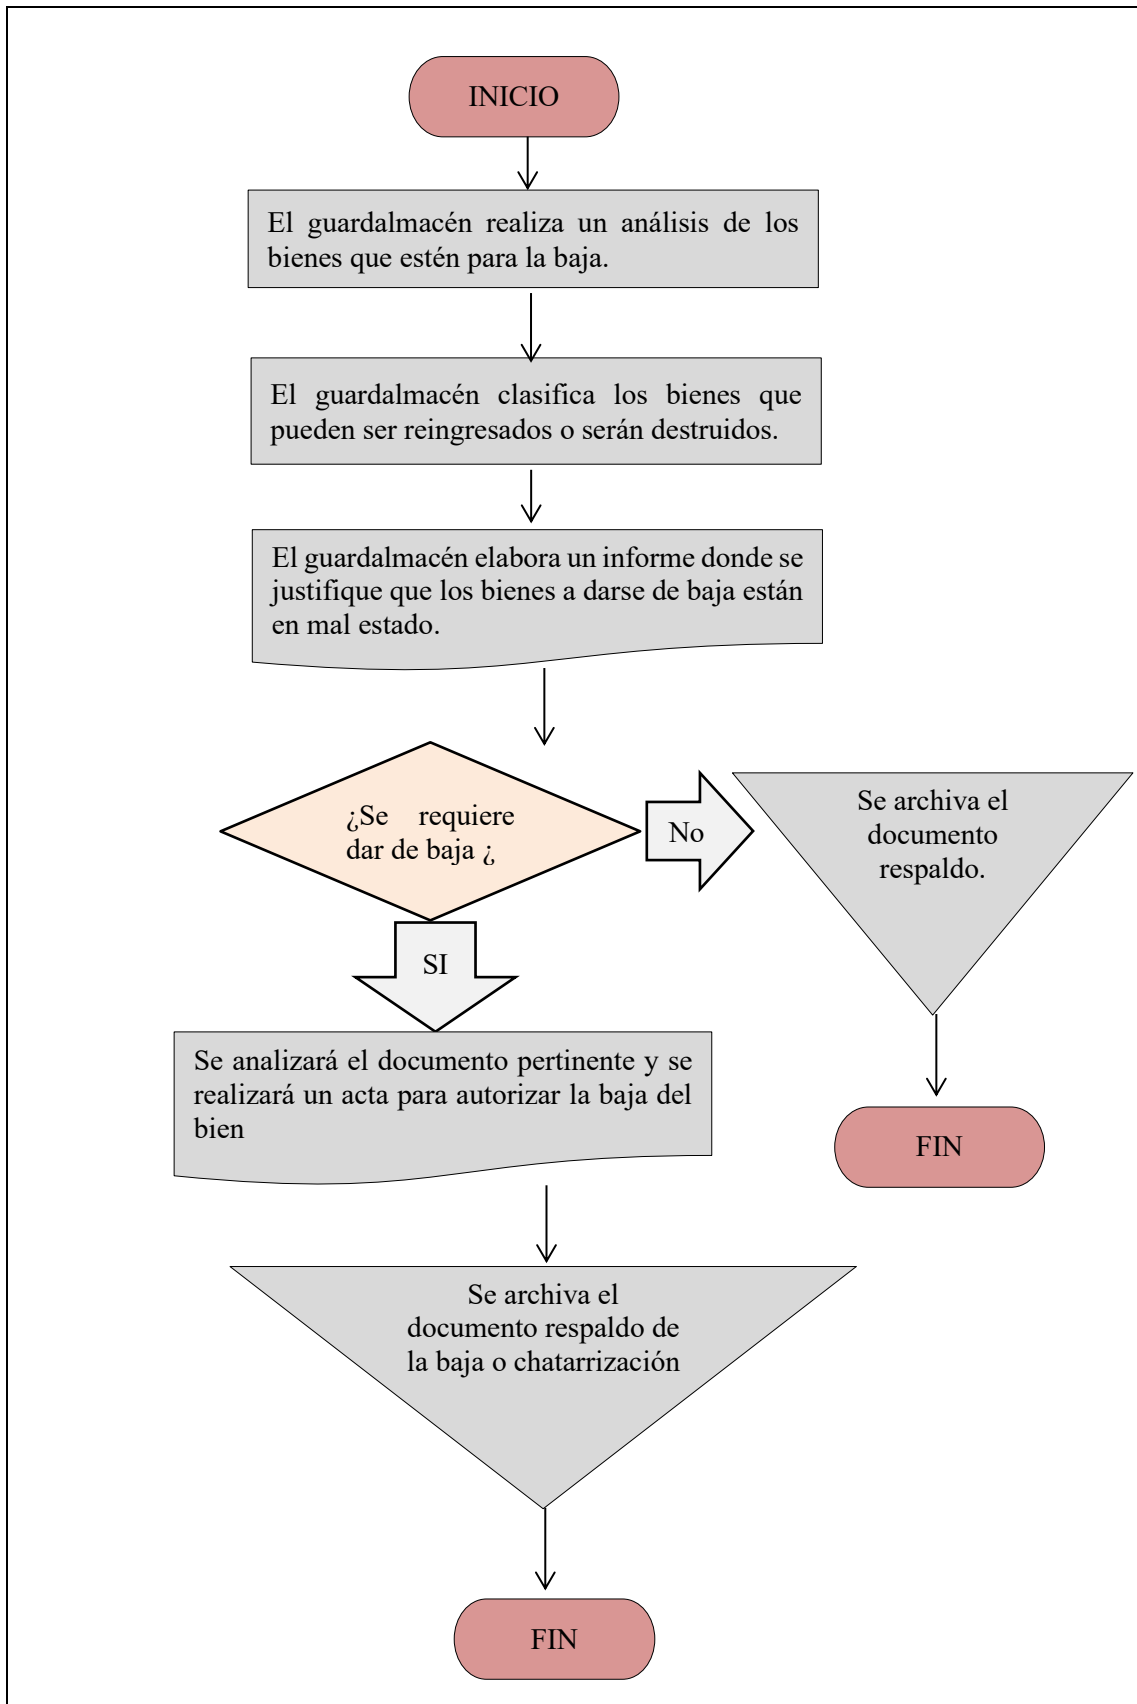 INICIO
El guardalmacén realiza un análisis de los
bienes que estén para la baja.
El guardalmacén clasifica los bienes que
pueden ser reingresados o serán destruidos.
El guardalmacén elabora un informe donde se
justifique que los bienes a darse de baja están
en mal estado.
¿Se requiere
dar de baja ¿
No
Se archiva el
documento
respaldo.
SI
Se analizará el documento pertinente y se
realizará un acta para autorizar la baja del
bien
FIN
Se archiva el
documento respaldo de
la baja o chatarrización
FIN